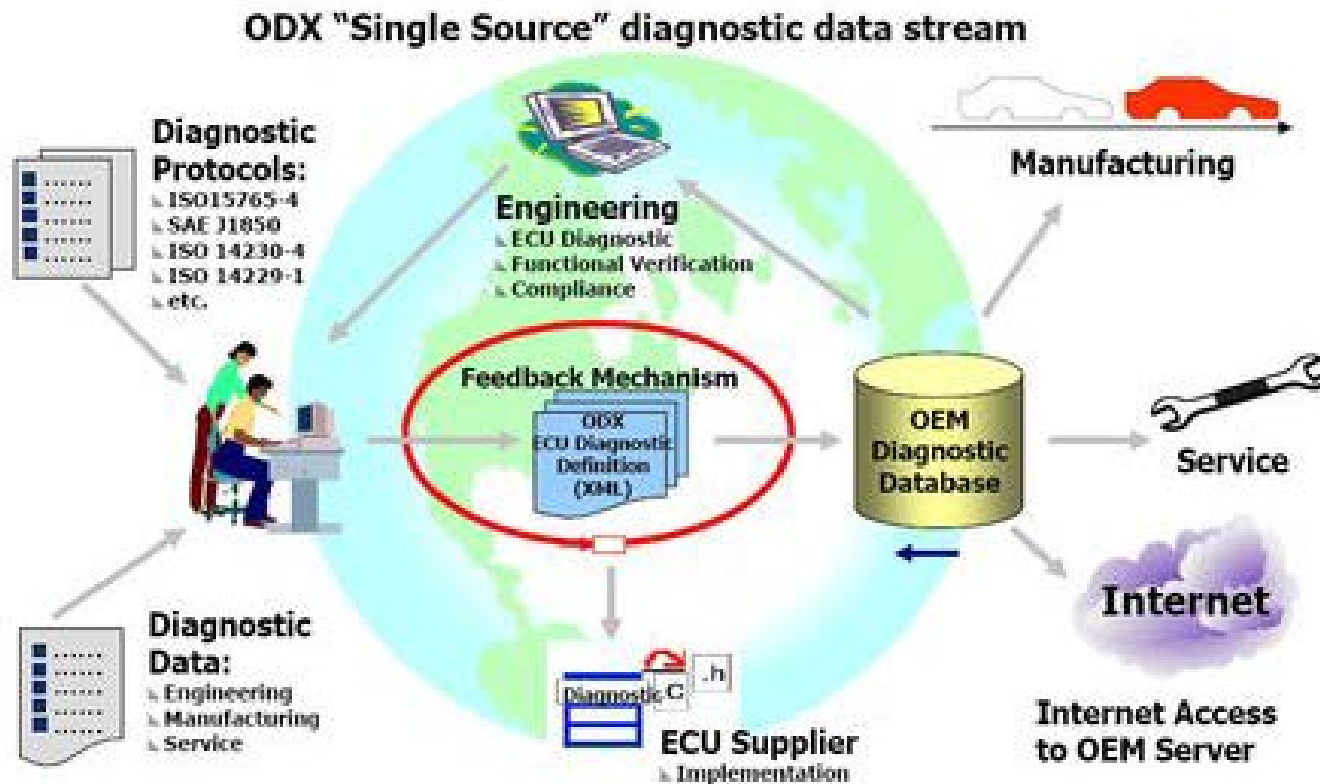 ODX “Single Source” diagnostic data stream
Diagnostic
Protocols:
ISO15765-4
SAE J1850
ISO 14230-4
ISO 14229-1
etc.
Engineering
ECU Diagnostic
Functional Verification
Compliance
Manufacturing
Feedback Mechanism
ODX
ECU Diagnostic
Definition
(XML)
OEM
Diagnostic
Database
Service
Internet
Internet Access
to OEM Server
Diagnostic
Data:
Engineering
Manufacturing
Service
Diagnostic
C
.h
ECU Supplier
Implementation